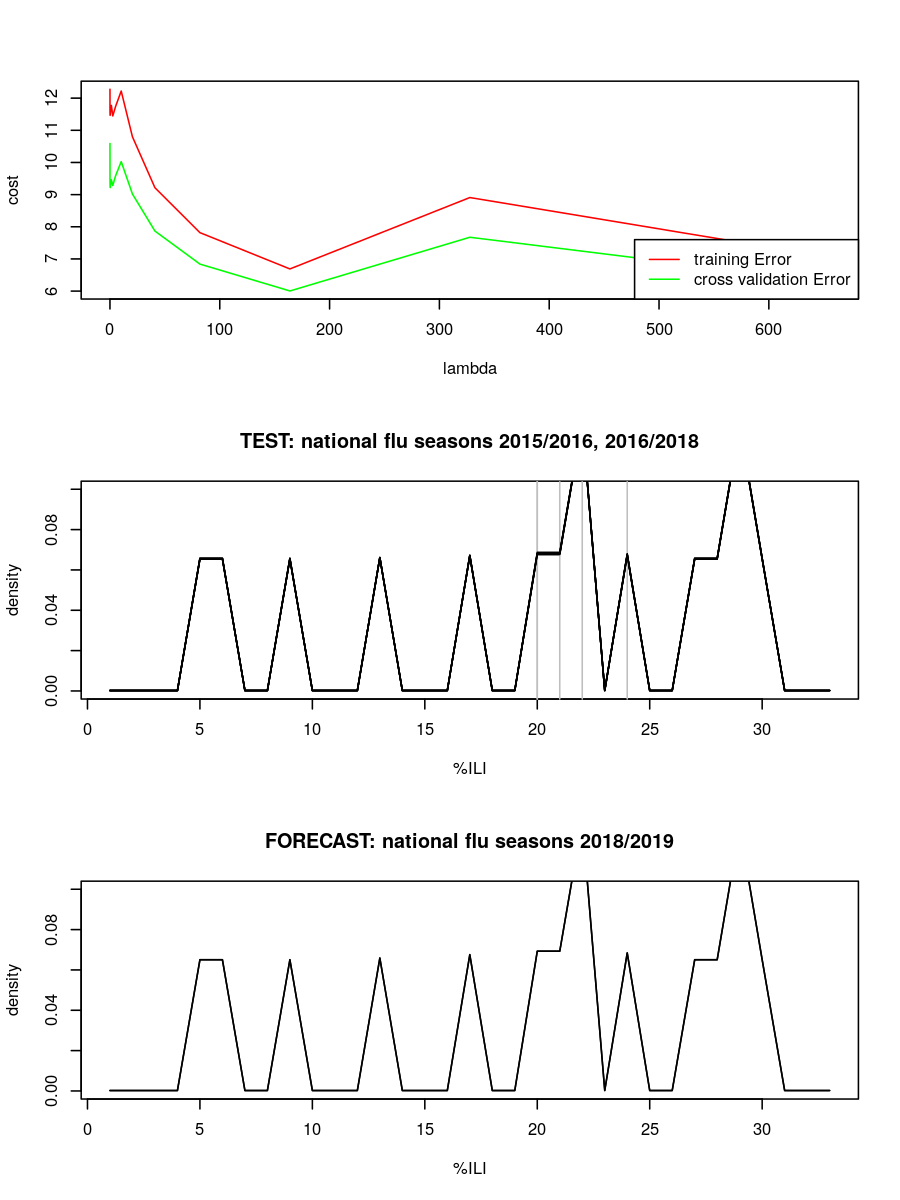 12
11
10
9
8
7
6
cost
training Error
cross validation Error
0 100 200 300 400 500 600
lambda
TEST: national flu seasons 2015/2016, 2016/2018
0.08
0.04
0.00
density
0 5 10 15 20 25 30
%ILI
FORECAST: national flu seasons 2018/2019
0.08
0.04
0.00
density
0 5 10 15 20 25 30
%ILI